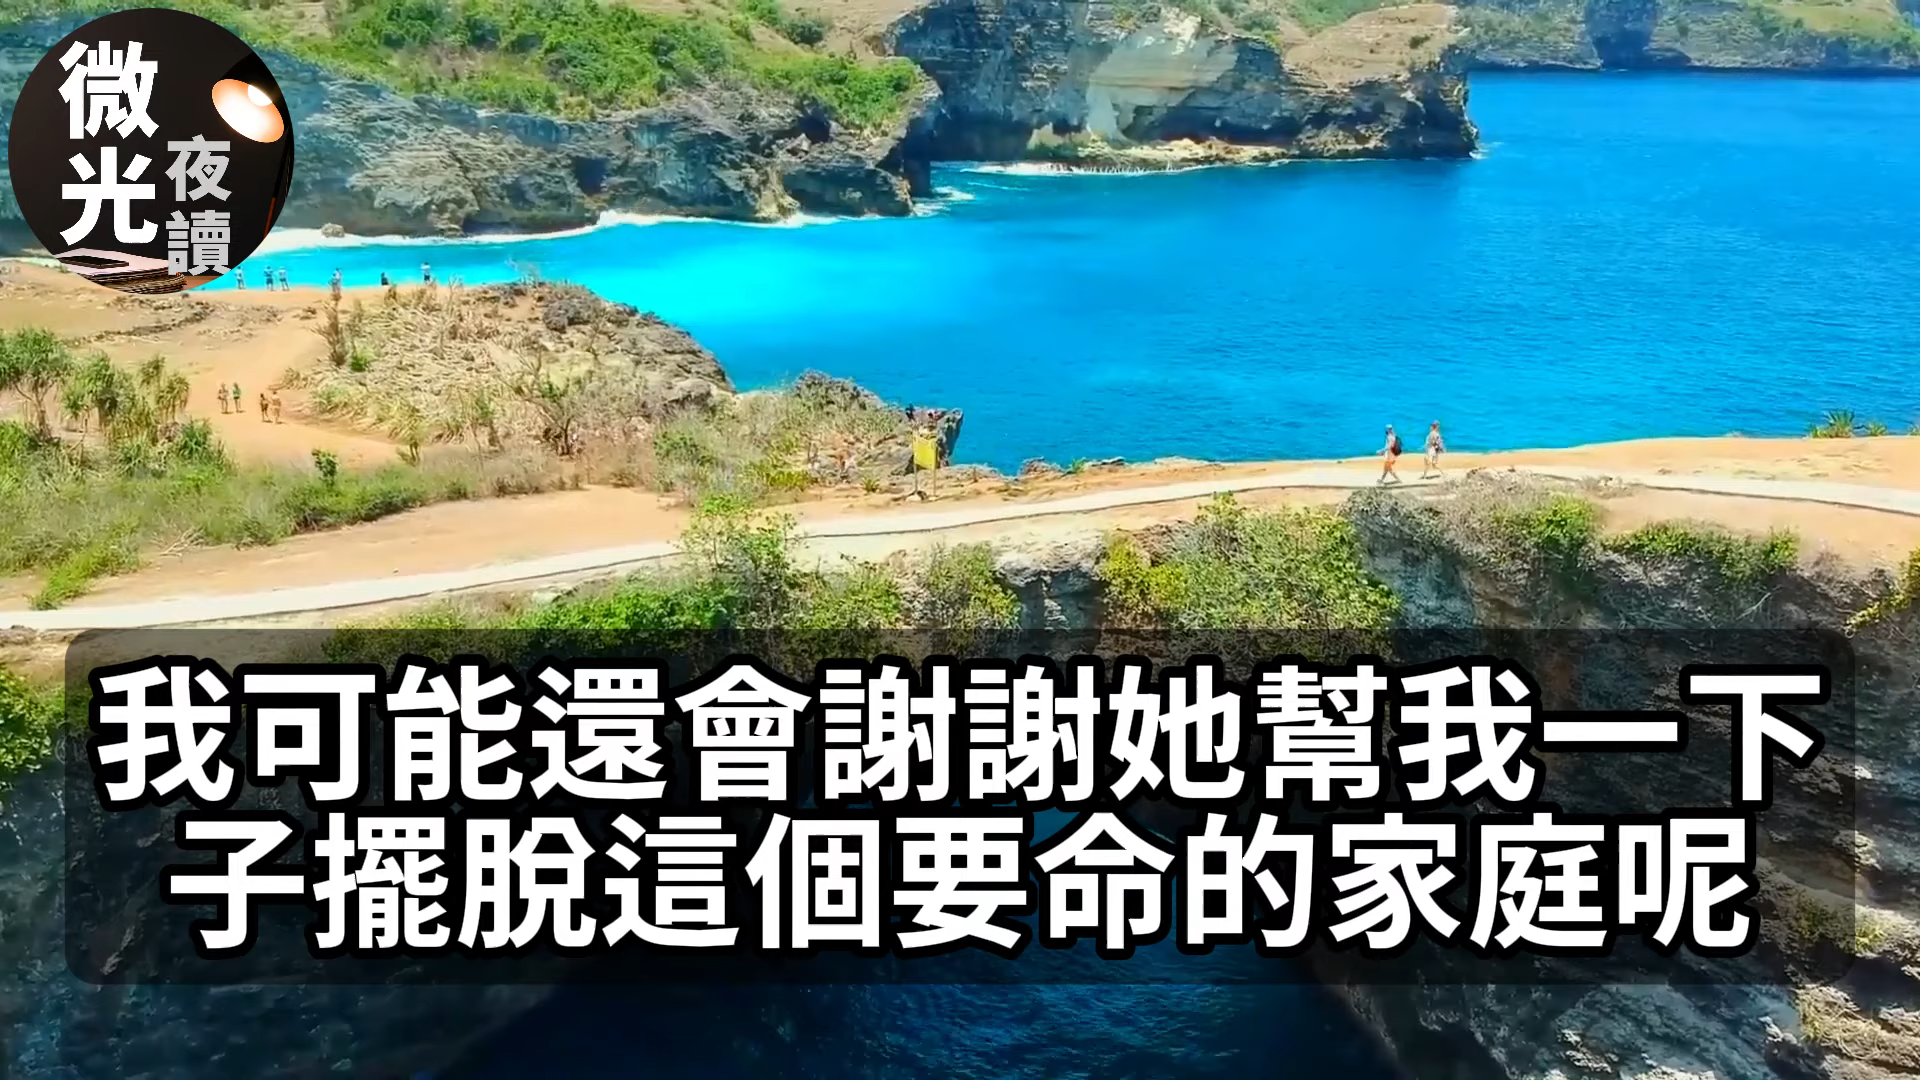 微光
夜讀
我可能還會謝謝她幫我一下
子擺脫這個要命的家庭呢